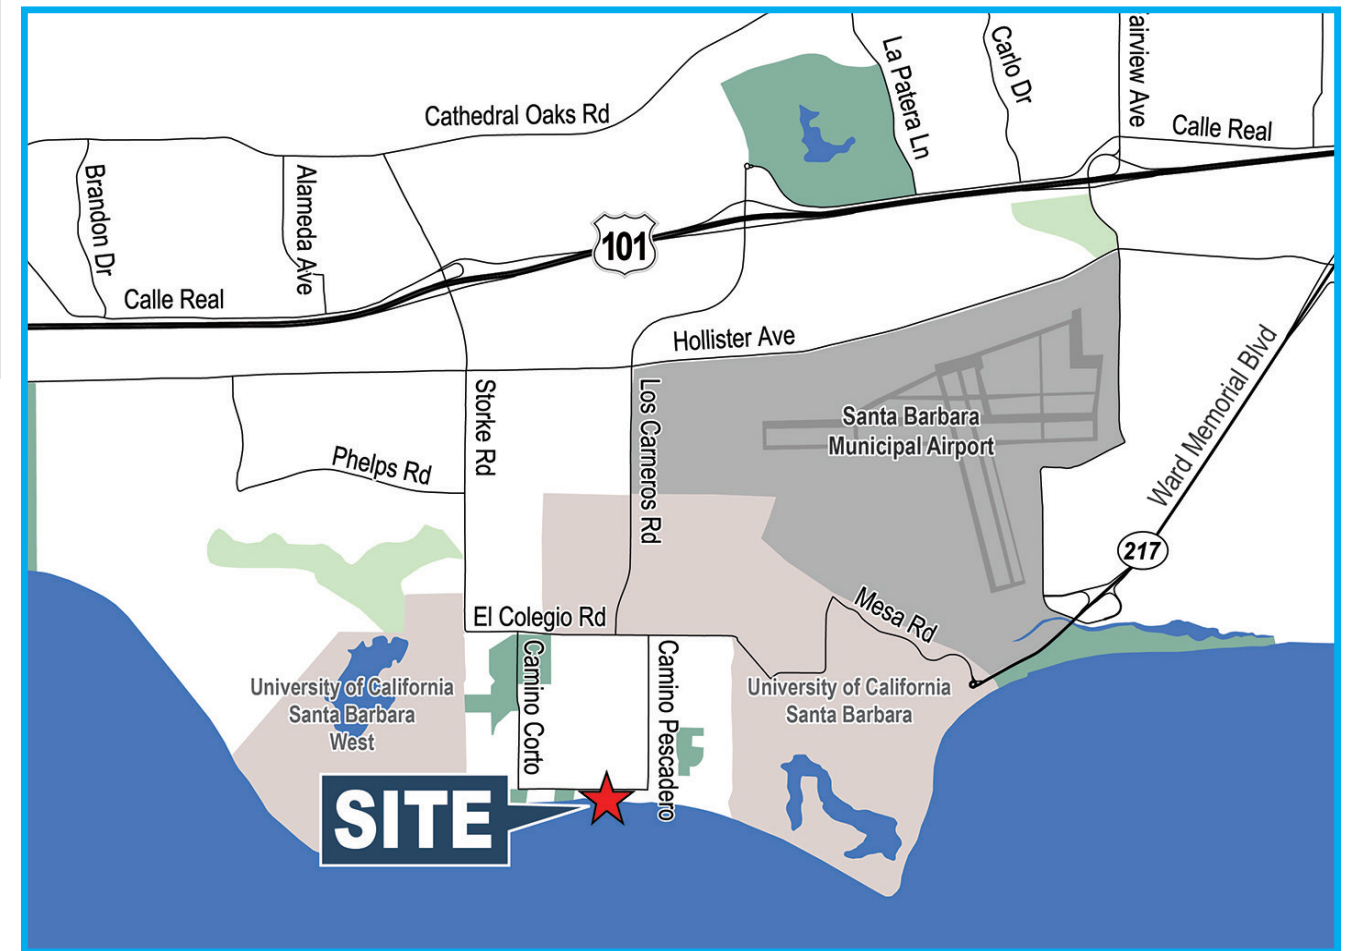 La Patera Ln
Carlo Dr
airview Ave
Cathedral Oaks Rd
Calle Real
Brandon Dr
Alameda Ave
101
Calle Real
Hollister Ave
Storke Rd
Los Carneros Rd
Santa Barbara
Municipal Airport
Ward Memorial Blvd
Phelps Rd
217
El Colegio Rd
Mesa Rd
Camino Corto
Camino Pescadero
University of California
Santa Barbara
West
University of California
Santa Barbara
SITE